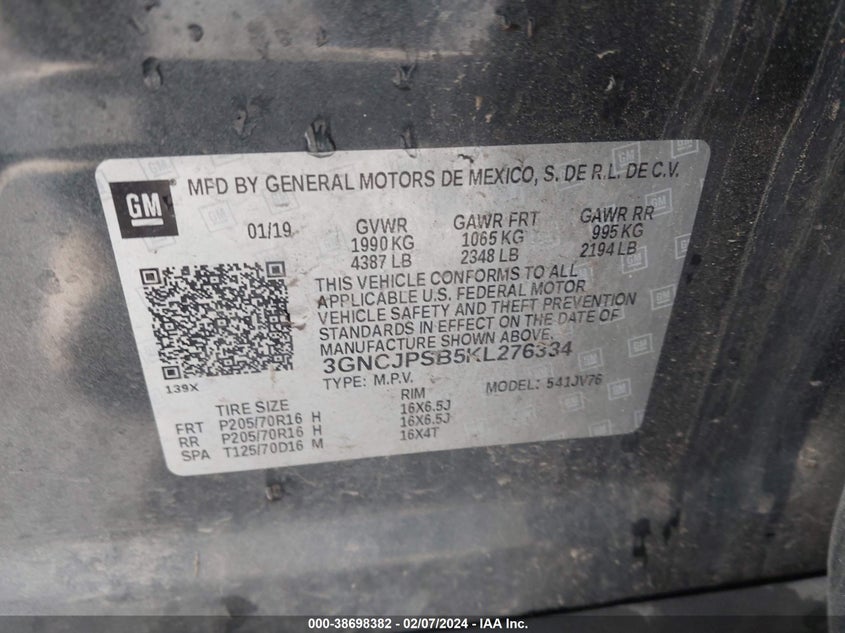 GM MFD BY GENERAL MOTORS DE MEXICO, S. DE R.L. DE C.V.
01/19 GVWR GAWR FRT GAWR RR
1990 KG 1065 KG 995 KG
4387 LB 2348 LB 2194 LB
THIS VEHICLE CONFORMS TO ALL
APPLICABLE U.S. FEDERAL MOTOR
VEHICLE SAFETY AND THEFT PREVENTION
STANDARDS IN EFFECT ON THE DATE OF
MANUFACTURE SHOWN ABOVE.
3GNCJPSB5KL276334
139X
TYPE: M.P.V. MODEL: 541JV76
TIRE SIZE RIM
FRT P205/70R16 H 16X6.5J
RR P205/70R16 H 16X6.5J
SPA T125/70D16 M 16X4T
000-38698382 - 02/07/2024 - 0709